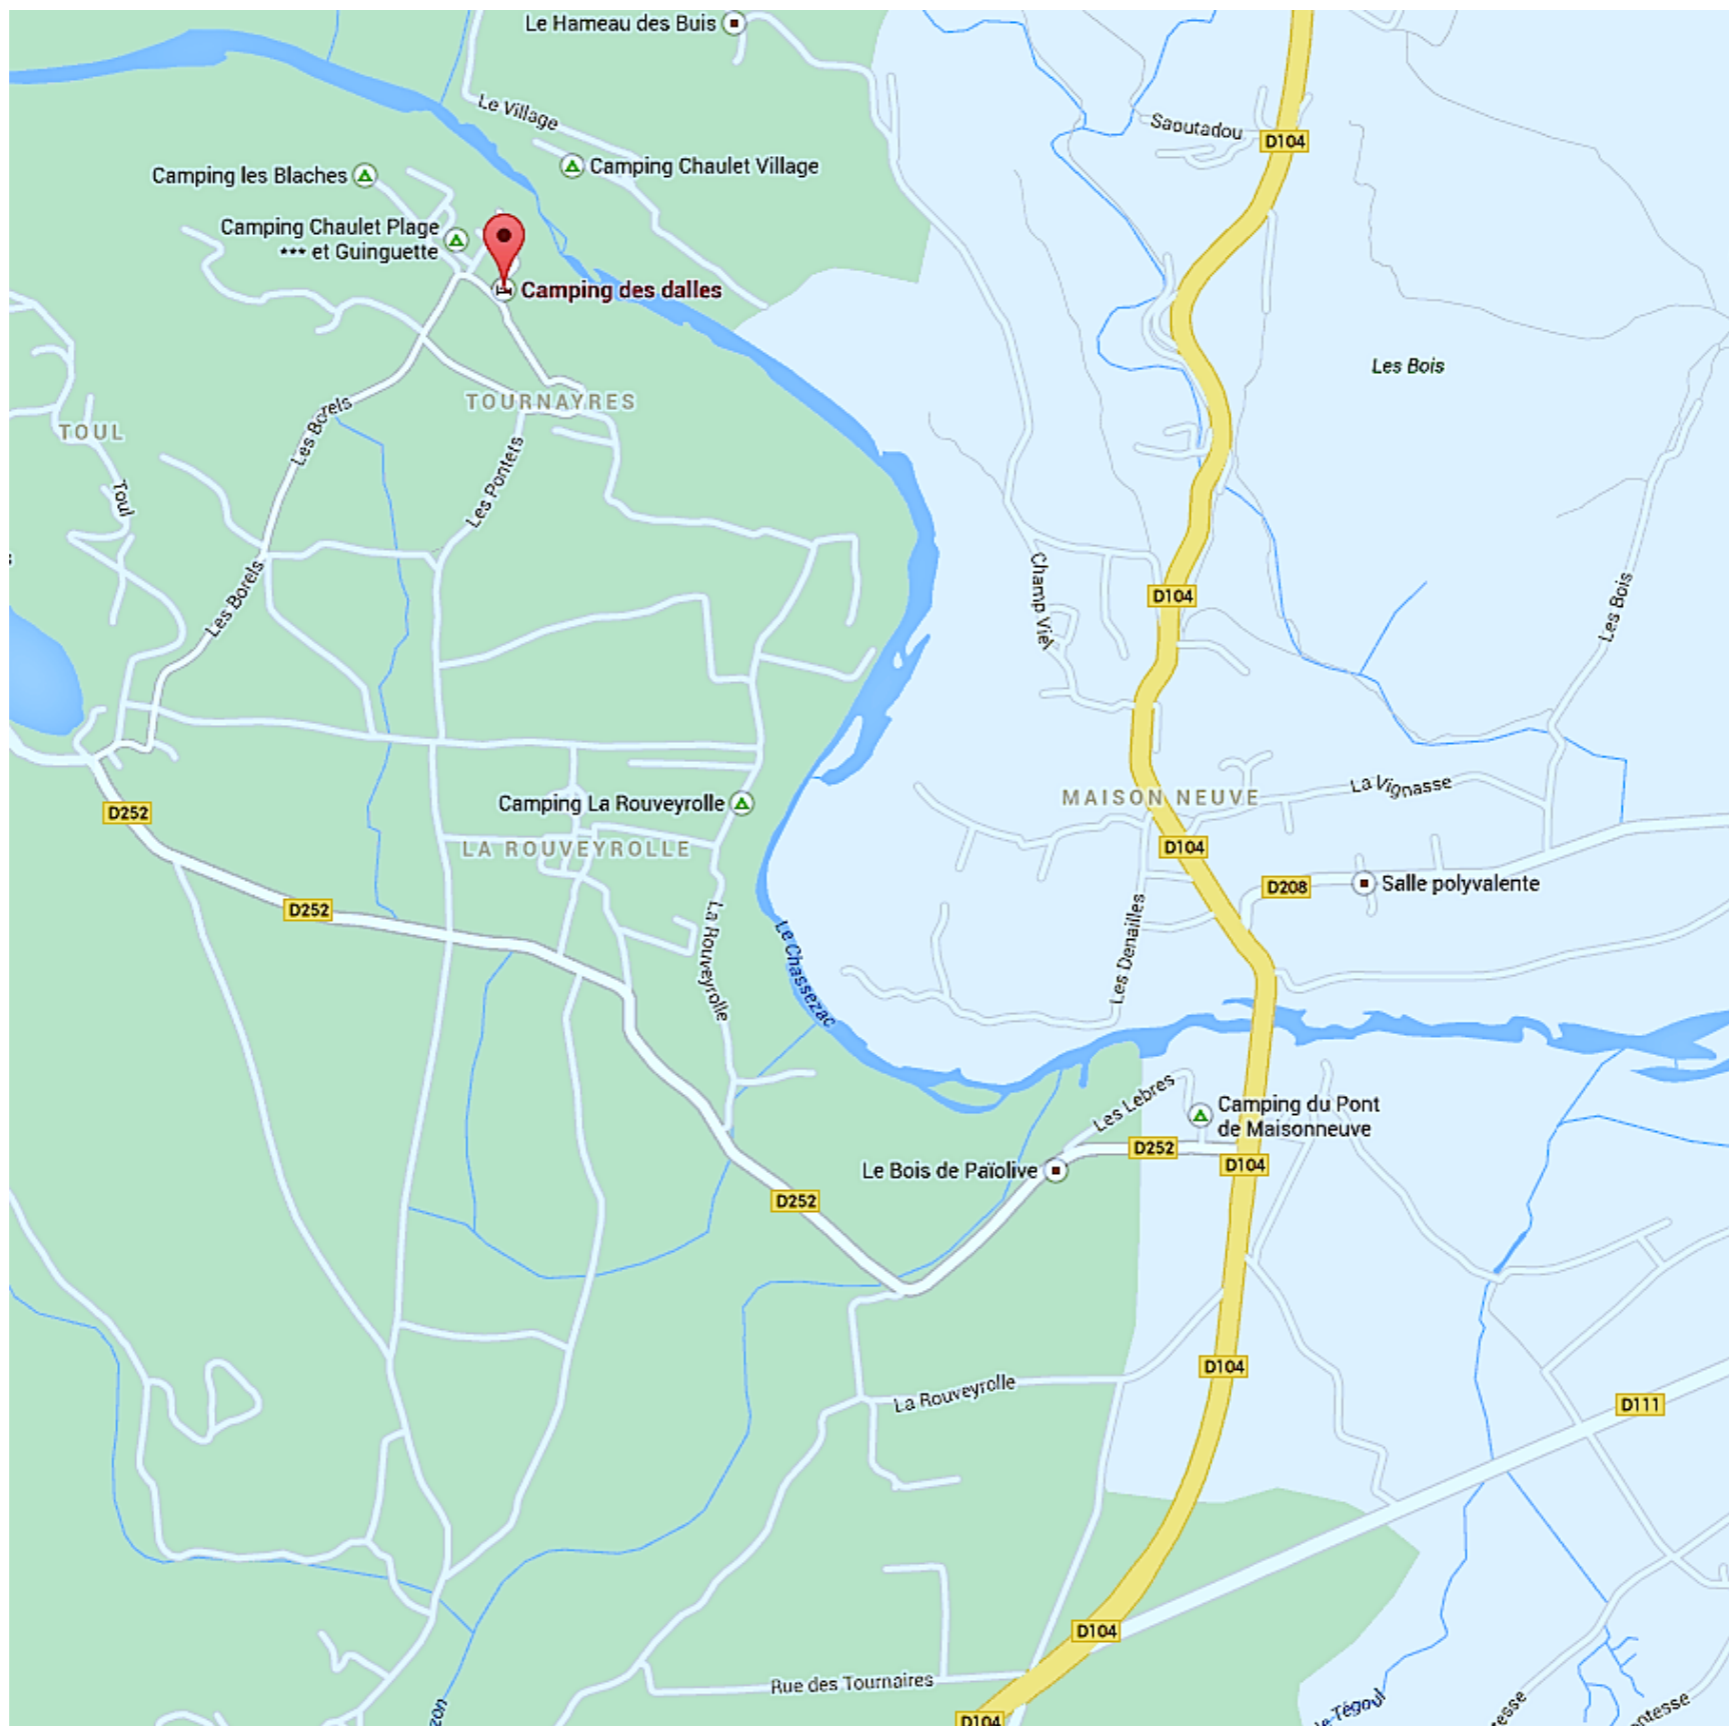 Le Hameau des Buis
Le Village
Saoutadou
D104
Camping les Blaches
Camping Chaulet Village
Camping Chaulet Plage
*** et Guinguette
Camping des dalles
Les Bois
TOURNAYRES
TOUL
Les Borels
Les Pontets
Toul
Champ Viel
D104
Les Borels
Les Bois
La Vignasse
MAISON NEUVE
Camping La Rouveyrolle
D252
LA ROUVEYROLLE
D104
D208
Salle polyvalente
D252
La Rouveyrolle
Le Chassezac
Les Denailles
Les Lebres
Camping du Pont
de Maisonneuve
D252
D104
Le Bois de Païolive
D252
D104
La Rouveyrolle
D111
D104
Rue des Tournaires
D104